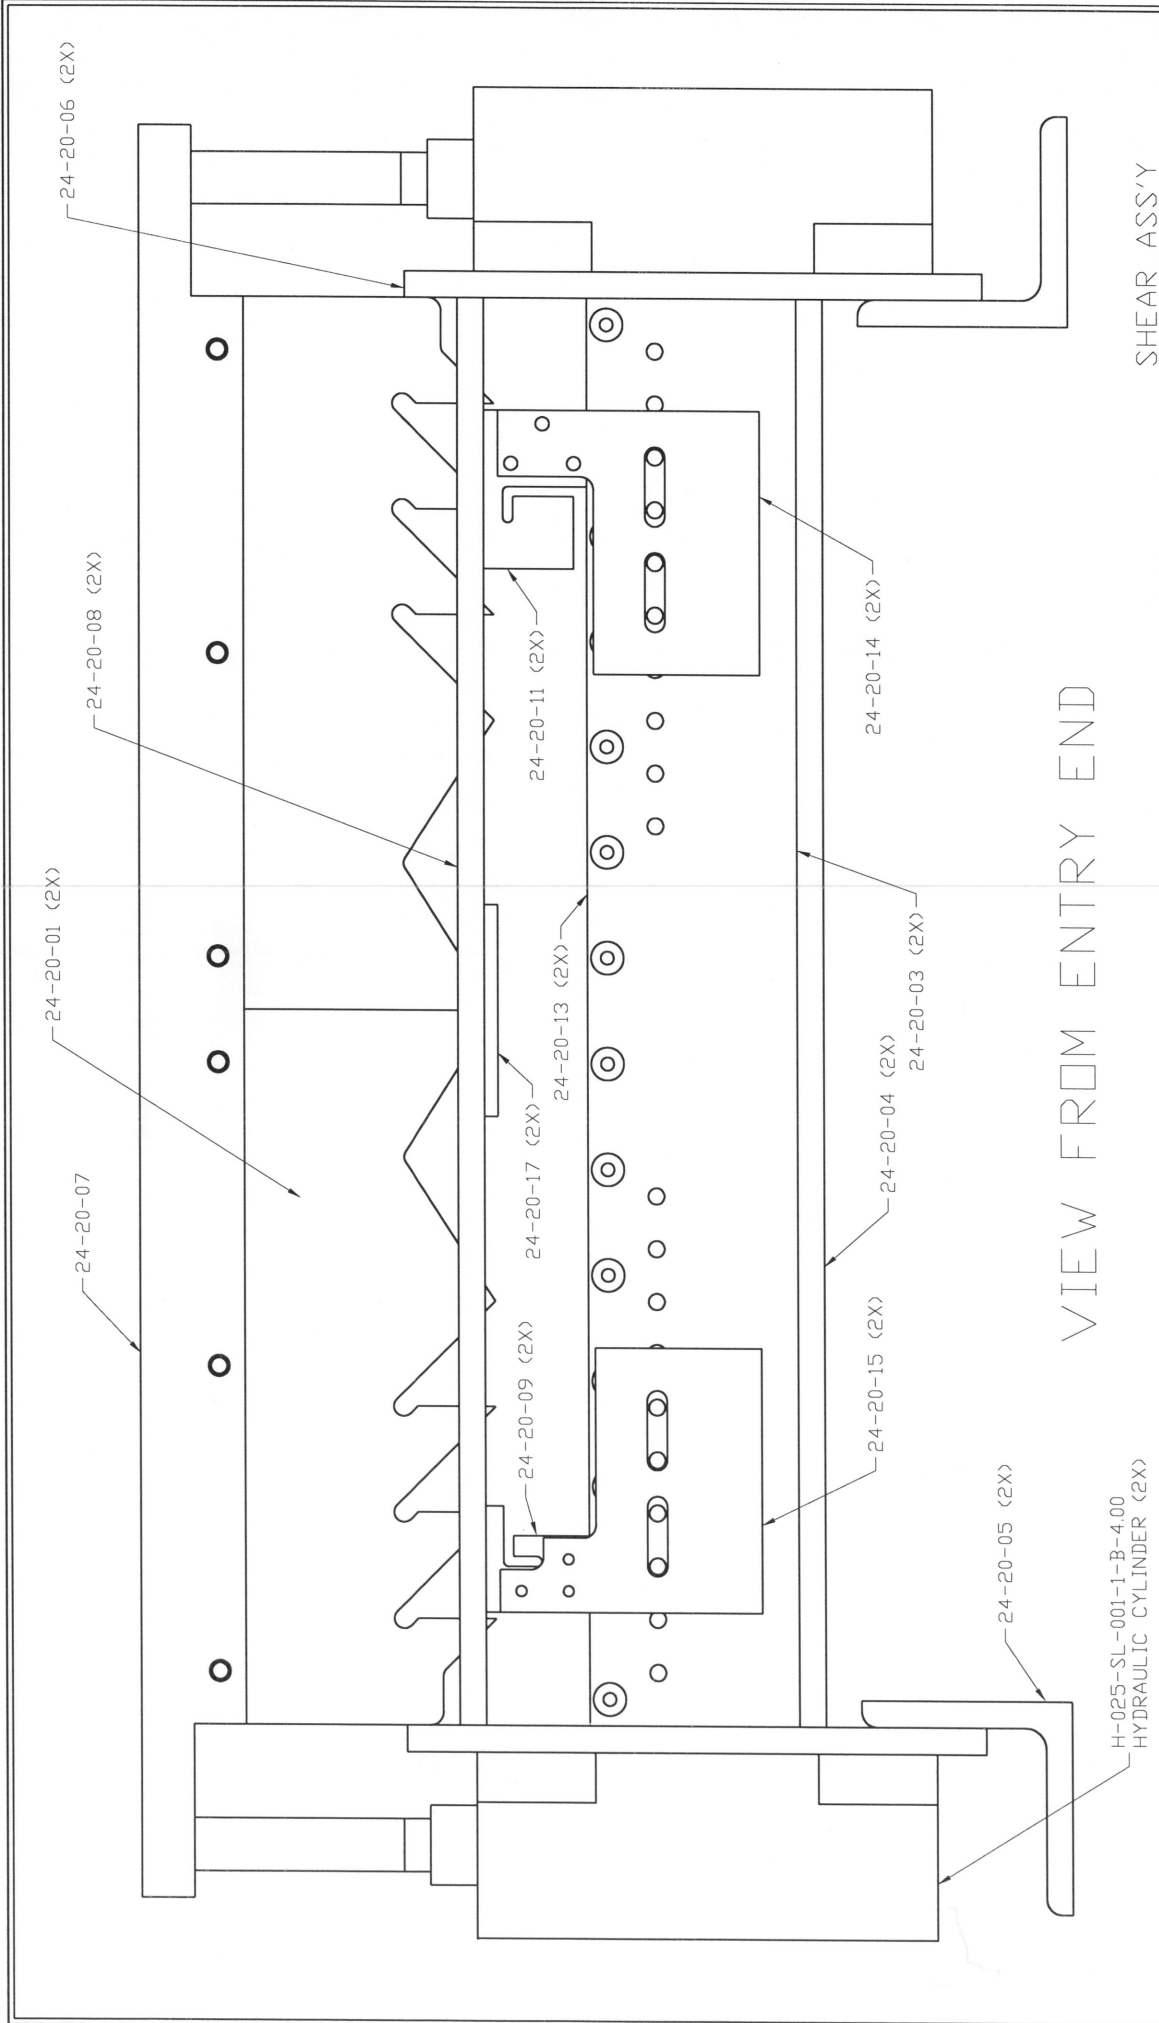 24-20-07
24-20-01 (2X)
24-20-08 (2X)
24-20-06 (2X)
24-20-09 (2X)
24-20-17 (2X)
24-20-13 (2X)
24-20-11 (2X)
24-20-15 (2X)
24-20-04 (2X)
24-20-03 (2X)
24-20-14 (2X)
24-20-05 (2X)
H-025-SL-001-1-B-4.00
HYDRAULIC CYLINDER (2X)
VIEW FROM ENTRY END
SHEAR ASS'Y